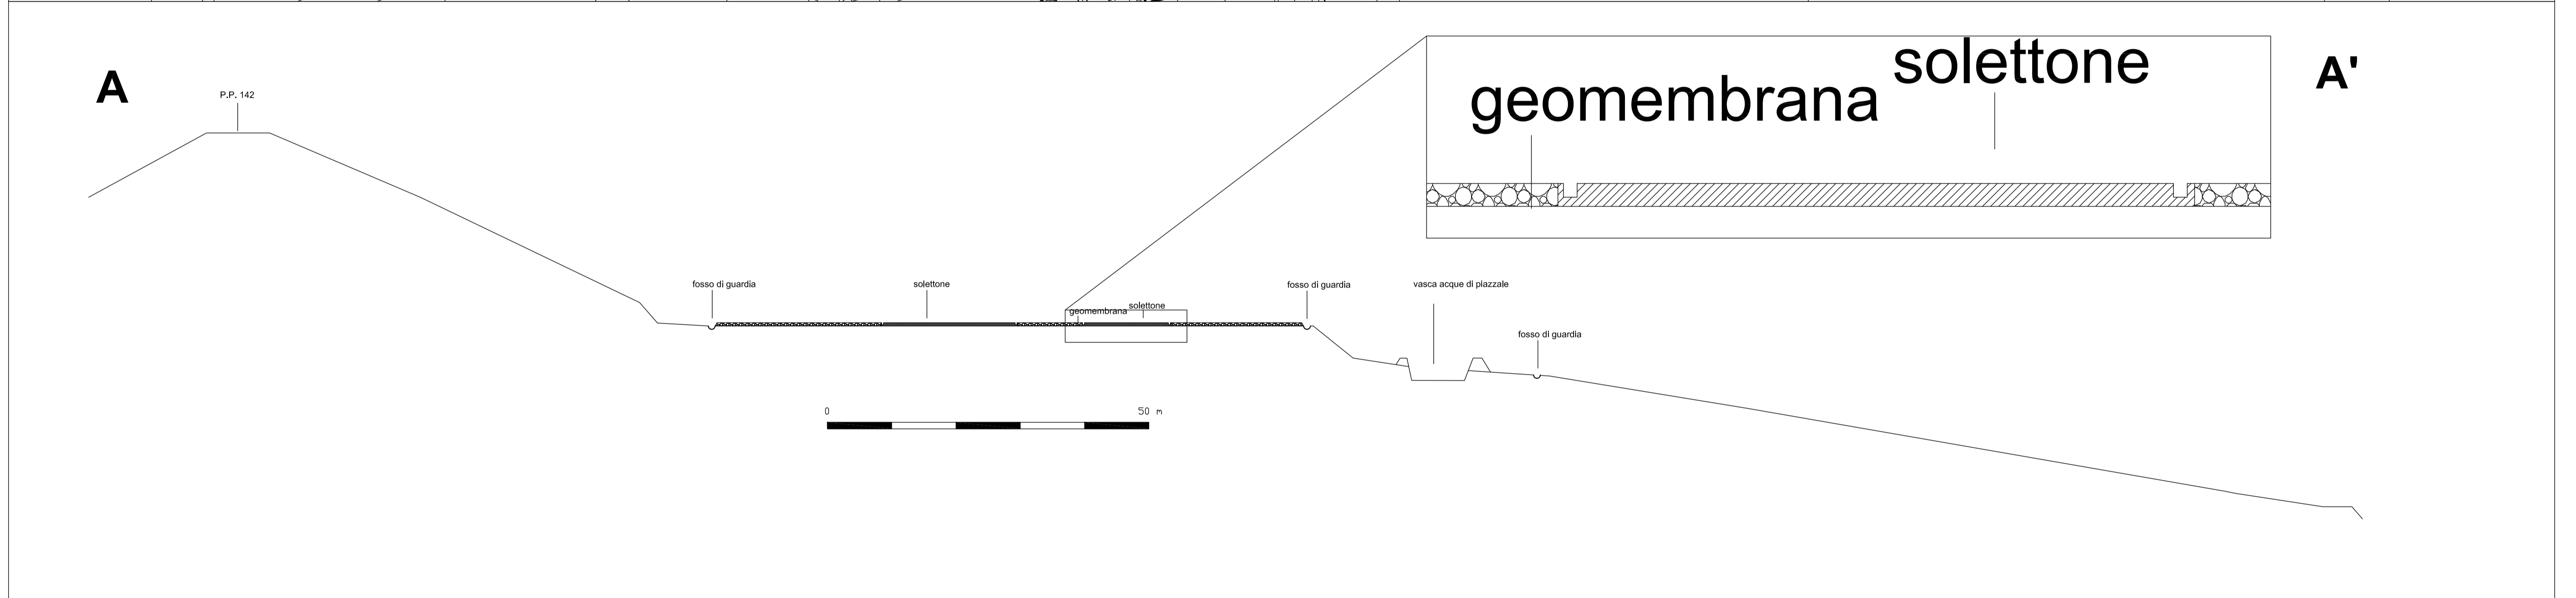 A
A'
solettone
geomembrana
P.P. 142
fosso di guardia
solettone
fosso di guardia
vasca acque di piazzale
solettone
geomembrana
fosso di guardia
0
50 m